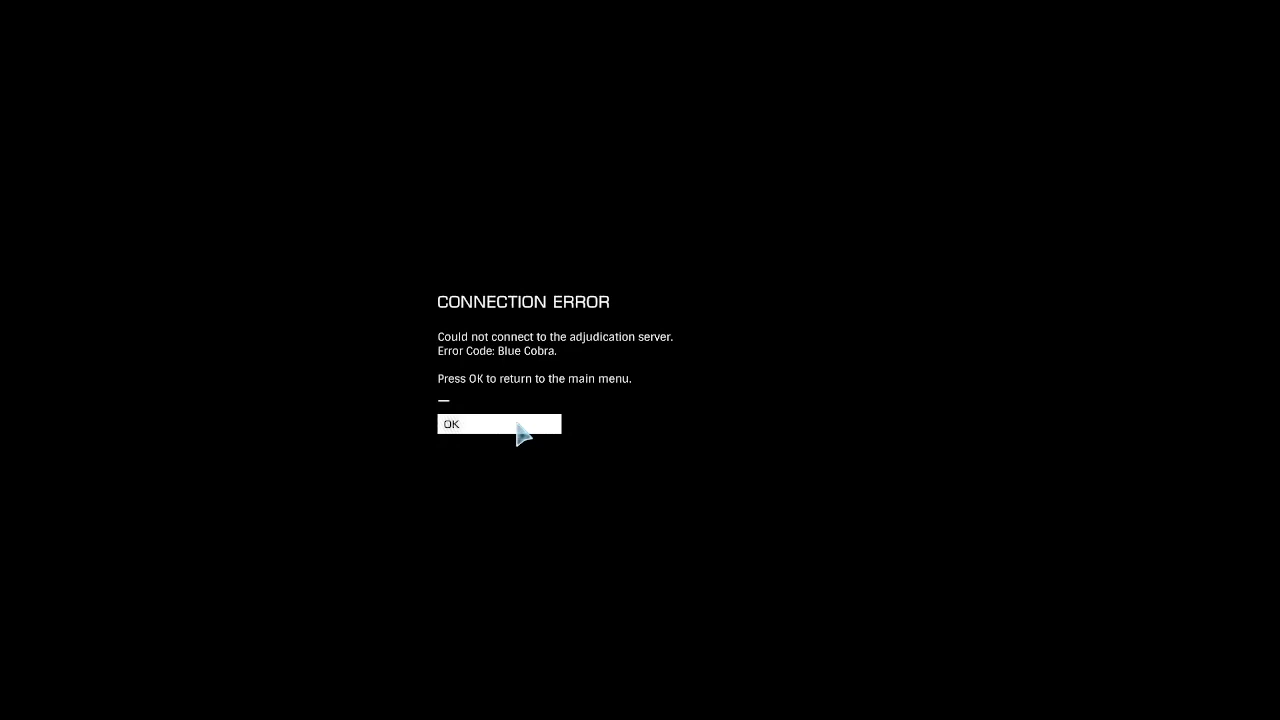 CONNECTION ERROR
Could not connect to the adjudication server.
Error Code: Blue Cobra.
Press OK to return to the main menu.
OK